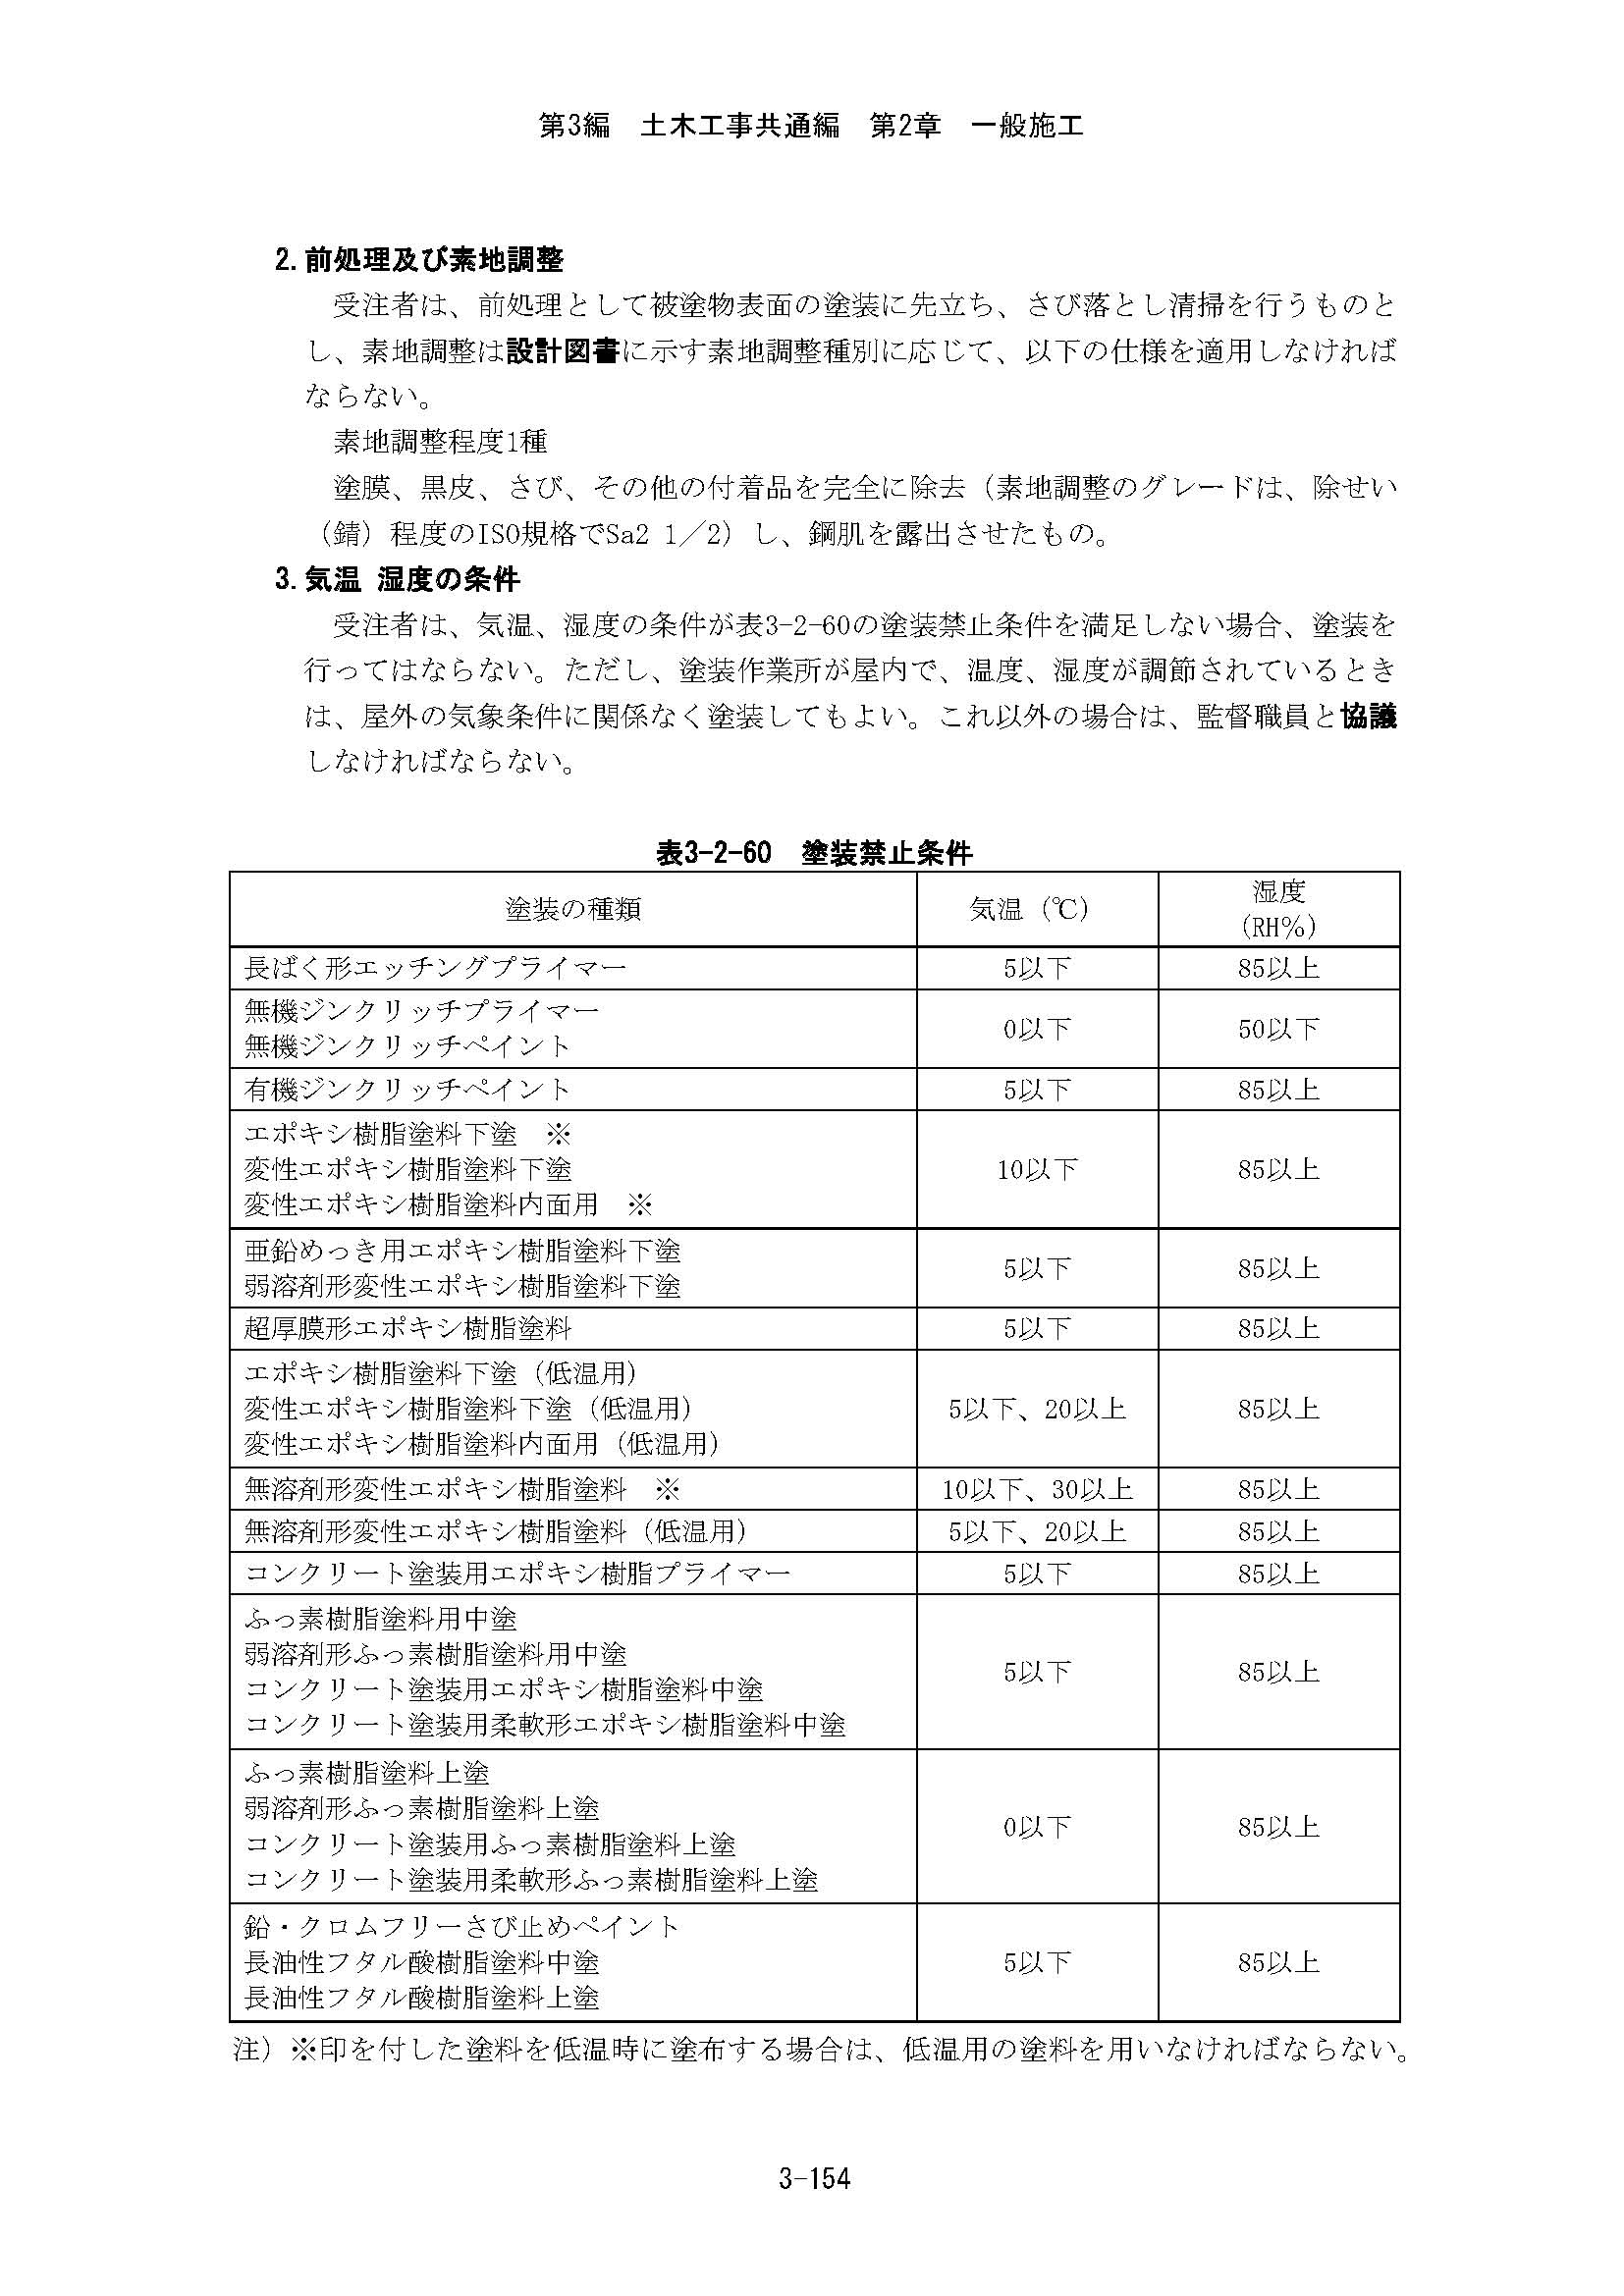 第3編　土木工事共通編　第2章　一般施工
2. 前処理及び素地調整
受注者は、前処理として被塗物表面の塗装に先立ち、さび落とし清掃を行うものと
し、素地調整は設計図書に示す素地調整種別に応じて、以下の仕様を適用しなければ
ならない。
素地調整程度1種
塗膜、黒皮、さび、その他の付着品を完全に除去（素地調整のグレードは、除せい
（錆）程度のISO規格でSa2 1／2）し、鋼肌を露出させたもの。
3. 気温 湿度の条件
受注者は、気温、湿度の条件が表3-2-60の塗装禁止条件を満足しない場合、塗装を
行ってはならない。ただし、塗装作業所が屋内で、温度、湿度が調節されているとき
は、屋外の気象条件に関係なく塗装してもよい。これ以外の場合は、監督職員と協議
しなければならない。
表3-2-60　塗装禁止条件
塗装の種類 気温（℃） 湿度
（RH％）
長ばく形エッチングプライマー 5以下 85以上
無機ジンクリッチプライマー
無機ジンクリッチペイント
0以下 50以下
有機ジンクリッチペイント 5以下 85以上
エポキシ樹脂塗料下塗　※
変性エポキシ樹脂塗料下塗
変性エポキシ樹脂塗料内面用　※
10以下 85以上
亜鉛めっき用エポキシ樹脂塗料下塗
弱溶剤形変性エポキシ樹脂塗料下塗
5以下 85以上
超厚膜形エポキシ樹脂塗料 5以下 85以上
エポキシ樹脂塗料下塗（低温用）
変性エポキシ樹脂塗料下塗（低温用）
変性エポキシ樹脂塗料内面用（低温用）
5以下、20以上 85以上
無溶剤形変性エポキシ樹脂塗料　※ 10以下、30以上 85以上
無溶剤形変性エポキシ樹脂塗料（低温用） 5以下、20以上 85以上
コンクリート塗装用エポキシ樹脂プライマー 5以下 85以上
ふっ素樹脂塗料用中塗
弱溶剤形ふっ素樹脂塗料用中塗
コンクリート塗装用エポキシ樹脂塗料中塗
コンクリート塗装用柔軟形エポキシ樹脂塗料中塗
5以下 85以上
ふっ素樹脂塗料上塗
弱溶剤形ふっ素樹脂塗料上塗
コンクリート塗装用ふっ素樹脂塗料上塗
コンクリート塗装用柔軟形ふっ素樹脂塗料上塗
0以下 85以上
鉛・クロムフリーさび止めペイント
長油性フタル酸樹脂塗料中塗
長油性フタル酸樹脂塗料上塗
5以下 85以上
注）※印を付した塗料を低温時に塗布する場合は、低温用の塗料を用いなければならない。
3-154